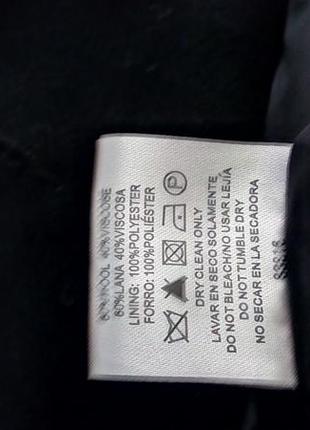 60%WOOL 40%VISCOSE
60%LANA 40%VISCOSA
LINING: 100%POLYESTER
FORRO: 100%POLIÉSTER
P
DRY CLEAN ONLY
LAVAR EN SECO SOLAMENTE
DO NOT BLEACH/NO USAR LEJÍA
DO NOT TUMBLE DRY
NO SECAR EN LA SECADORA